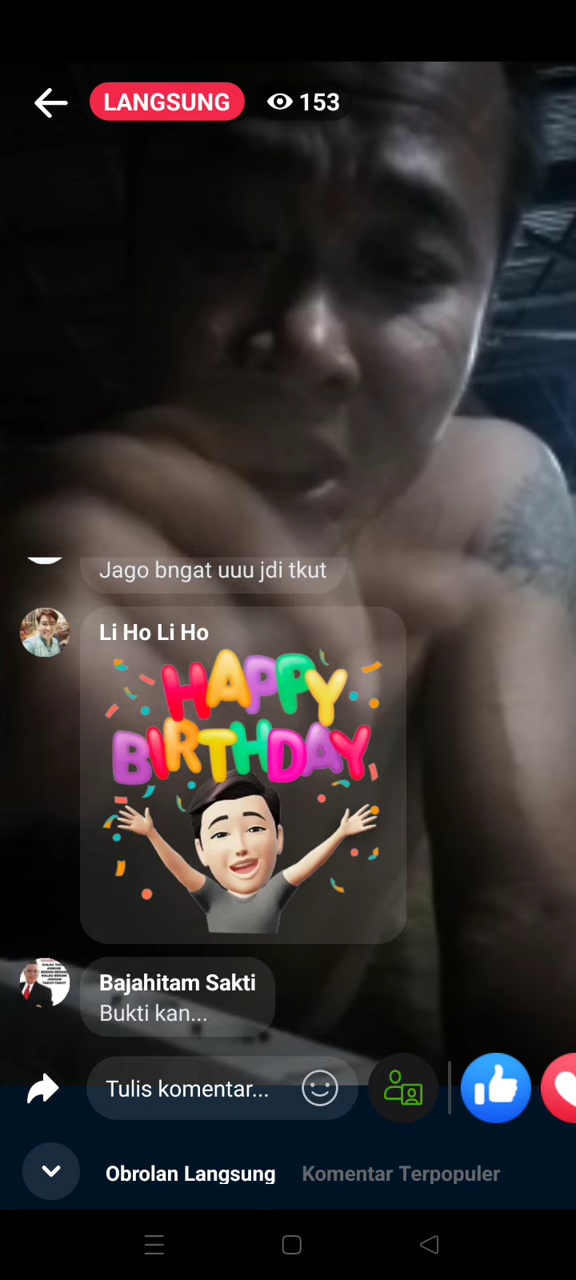 LANGSUNG 153
Jago bngat uuu jdi tkut
Li Ho Li Ho
HAPPY
BIRTHDAY
Bajahitam Sakti
Bukti kan...
Tulis komentar...
Obrolan Langsung Komentar Terpopuler